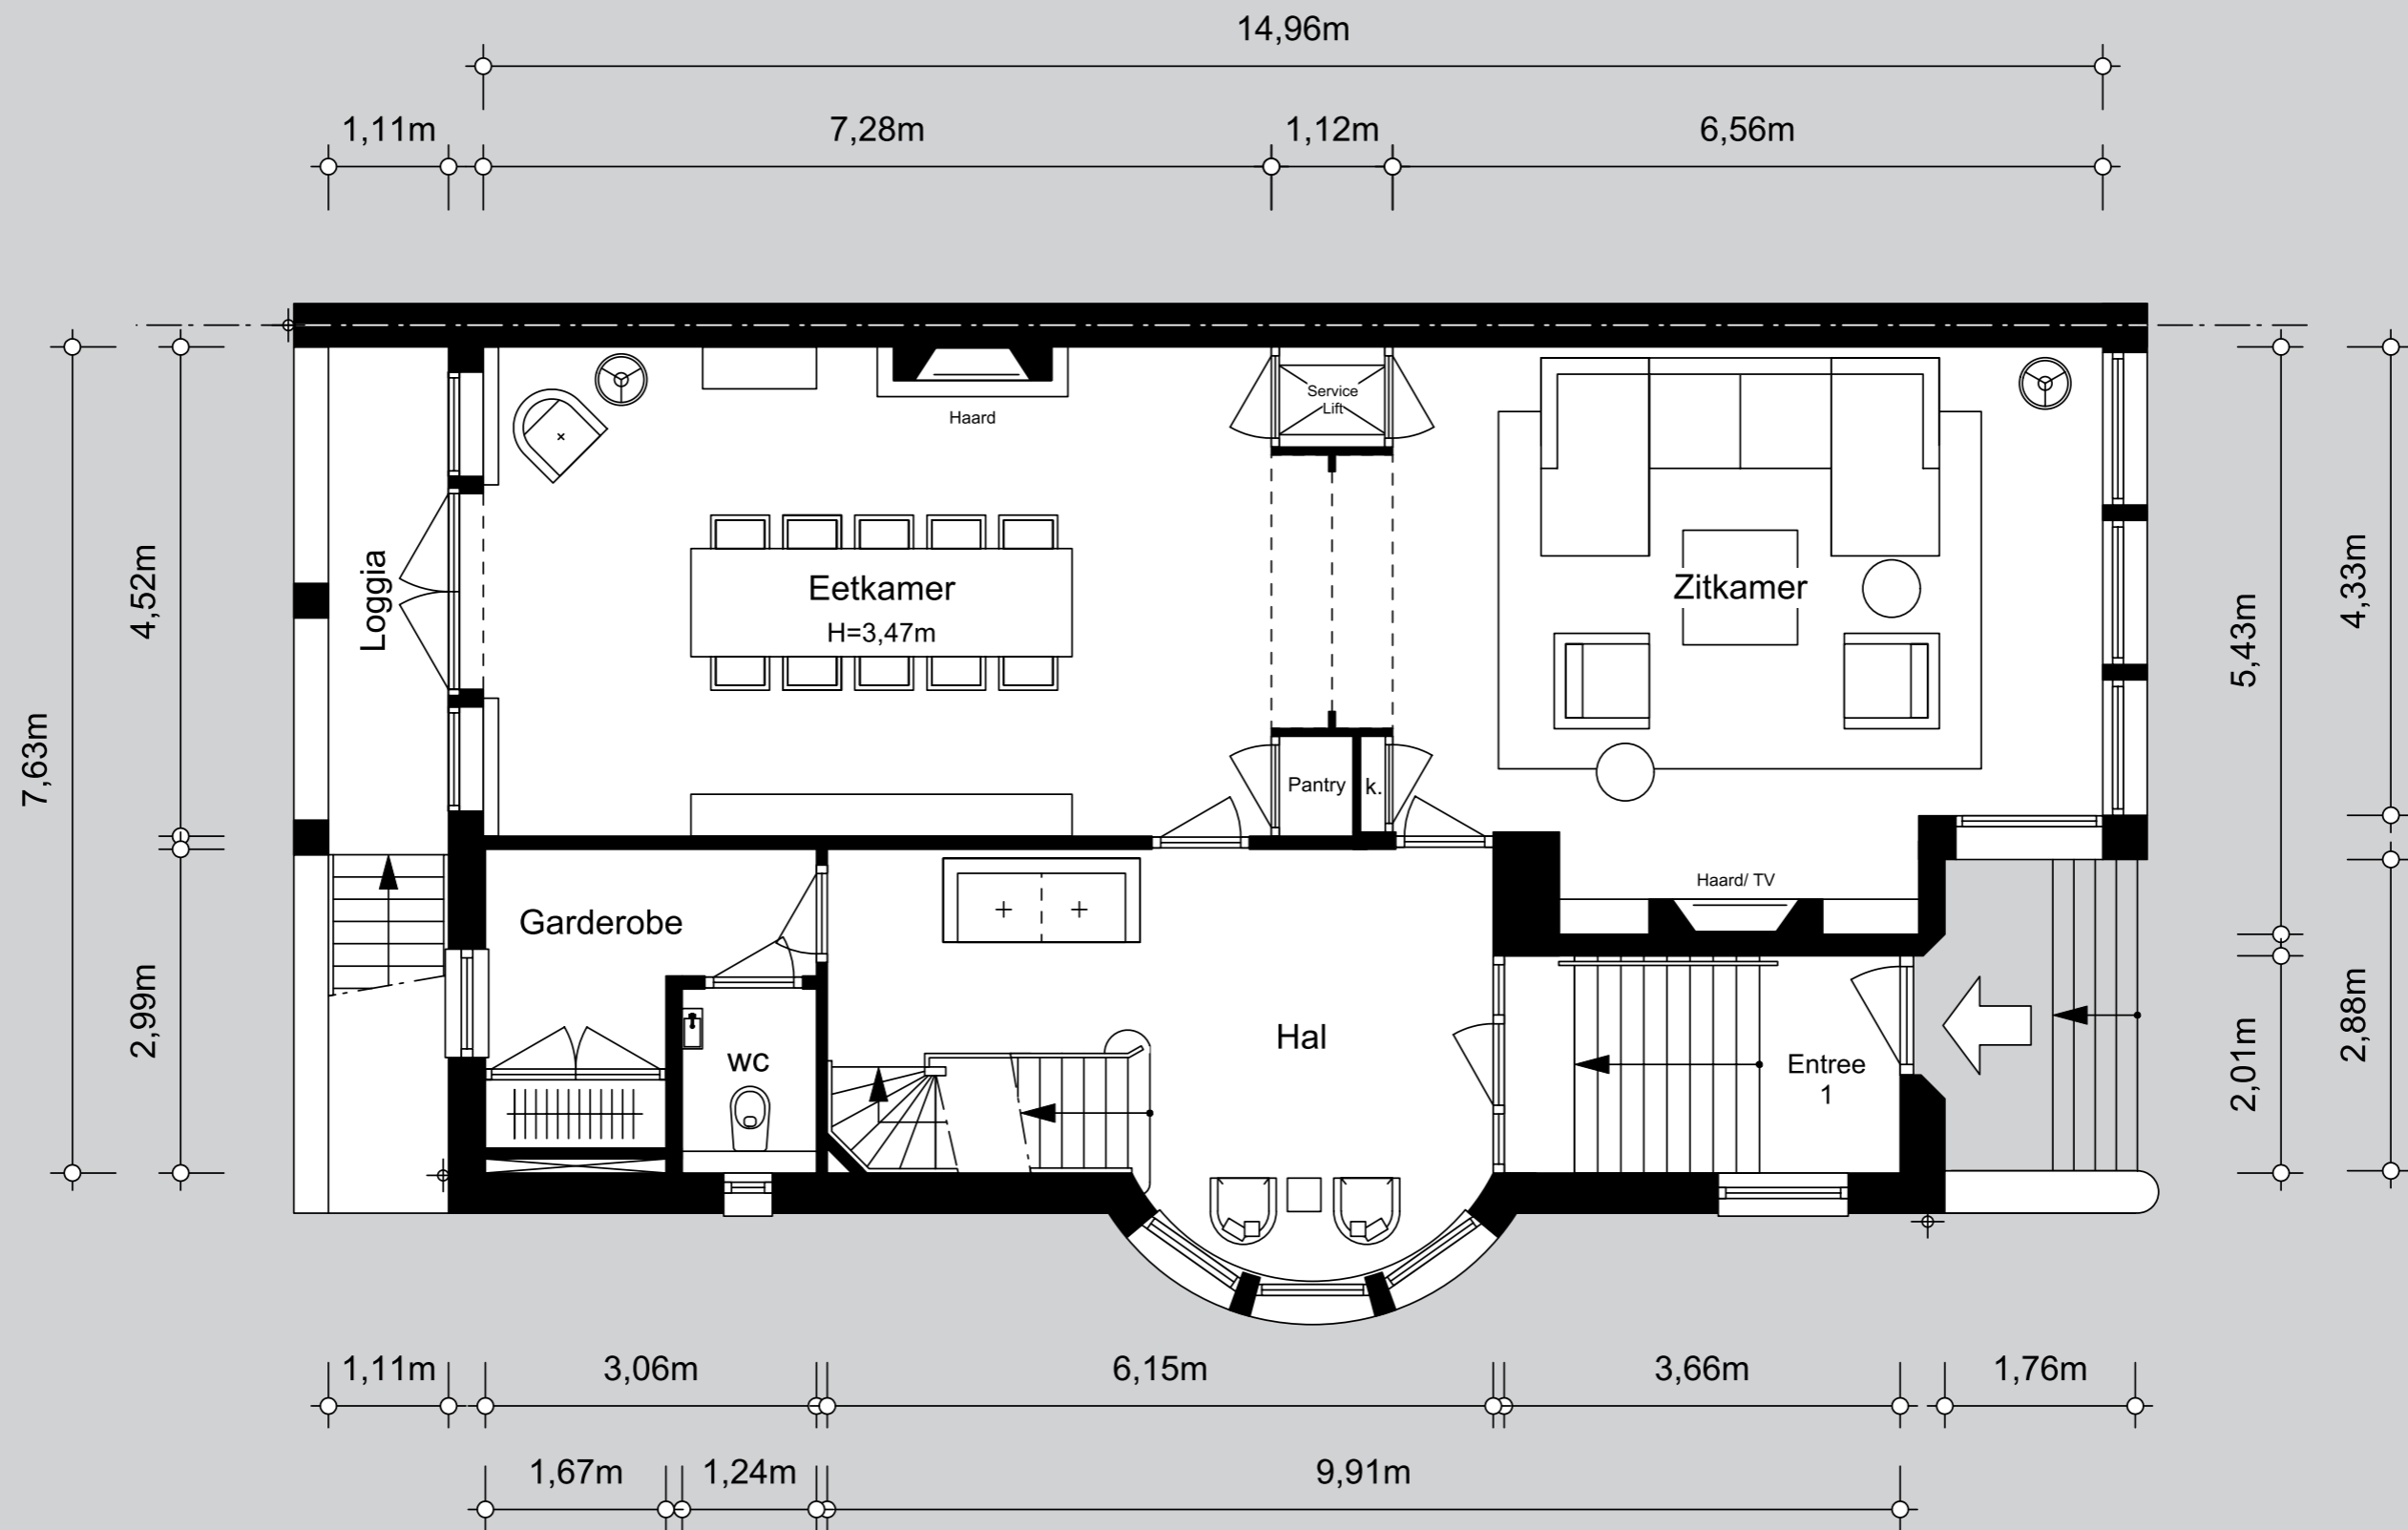 14,96m
1,11m
7,28m
1,12m
6,56m
Service
Lift
Haard
4,52m
Loggia
Eetkamer
H=3,47m
Zitkamer
5,43m
4,33m
7,63m
Pantry
k.
Haard/ TV
Garderobe
2,99m
wc
Hal
Entree
1
2,01m
2,88m
1,11m
3,06m
6,15m
3,66m
1,76m
1,67m
1,24m
9,91m